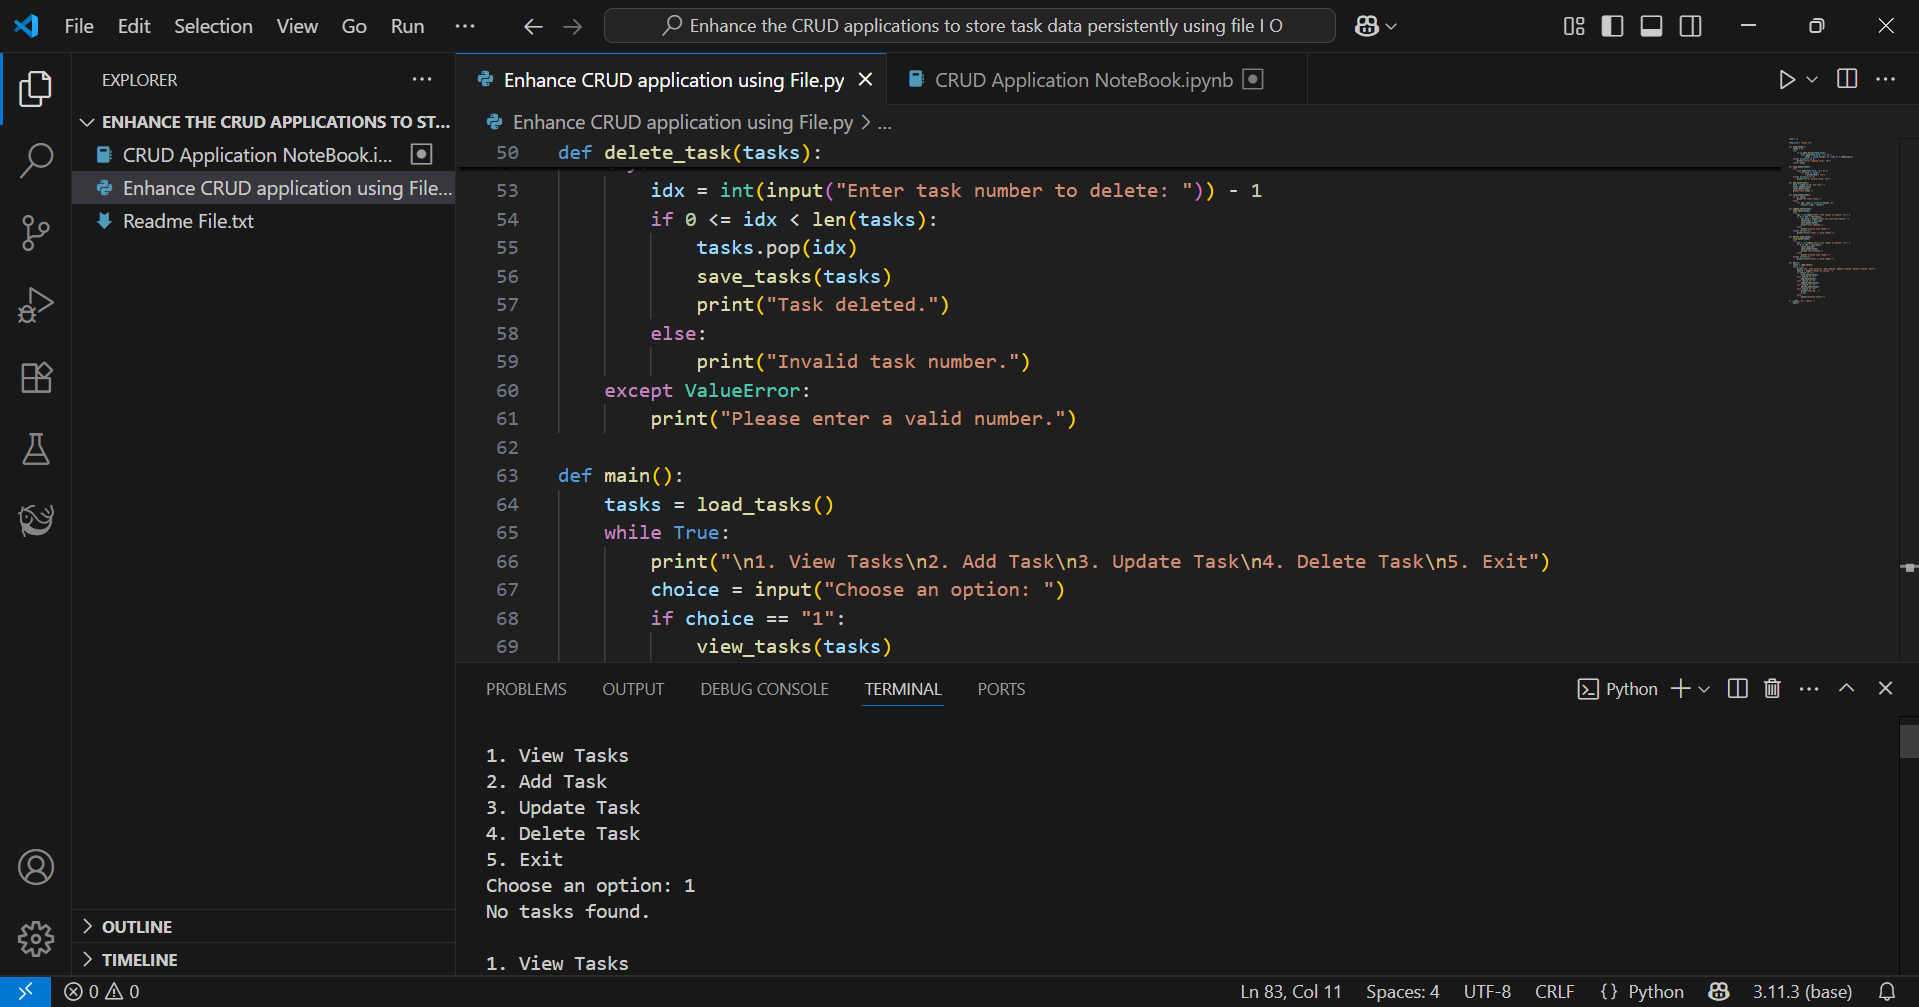 File Edit Selection View Go Run ...
Enhance the CRUD applications to store task data persistently using file I O
EXPLORER
ENHANCE THE CRUD APPLICATIONS TO ST...
CRUD Application NoteBook.i...
Enhance CRUD application using File...
Readme File.txt
OUTLINE
TIMELINE
Enhance CRUD application using File.py
CRUD Application NoteBook.ipynb
Enhance CRUD application using File.py > ...
50 def delete_task(tasks):
53 idx = int(input("Enter task number to delete: ")) - 1
54 if 0 <= idx < len(tasks):
55 tasks.pop(idx)
56 save_tasks(tasks)
57 print("Task deleted.")
58 else:
59 print("Invalid task number.")
60 except ValueError:
61 print("Please enter a valid number.")
62
63 def main():
64 tasks = load_tasks()
65 while True:
66 print("\n1. View Tasks\n2. Add Task\n3. Update Task\n4. Delete Task\n5. Exit")
67 choice = input("Choose an option: ")
68 if choice == "1":
69 view_tasks(tasks)
PROBLEMS OUTPUT DEBUG CONSOLE TERMINAL PORTS
Python
1. View Tasks
2. Add Task
3. Update Task
4. Delete Task
5. Exit
Choose an option: 1
No tasks found.
1. View Tasks
0 0
Ln 83, Col 11 Spaces: 4 UTF-8 CRLF {} Python 3.11.3 (base)